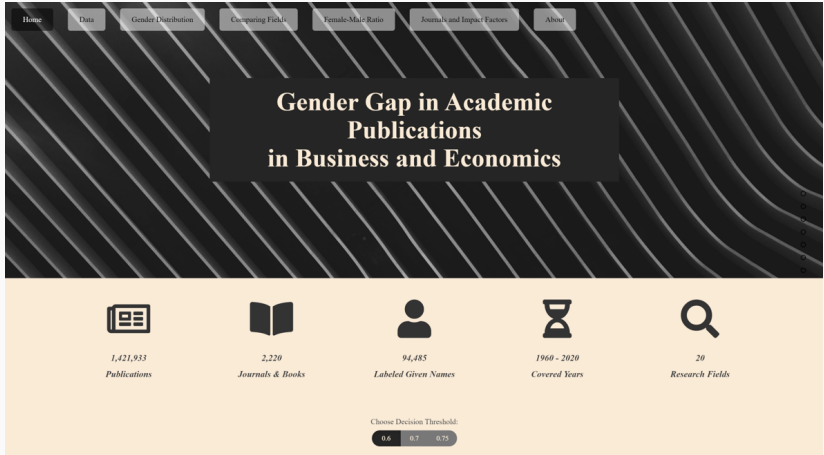 Home Data Gender Distribution Comparing Fields Female-Male Ratio Journals and Impact Factors About
Gender Gap in Academic
Publications
in Business and Economics
1,421,933 2,220 94,485 1960 - 2020 20
Publications Journals & Books Labeled Given Names Covered Years Research Fields
Choose Decision Threshold:
0.6 0.7 0.75